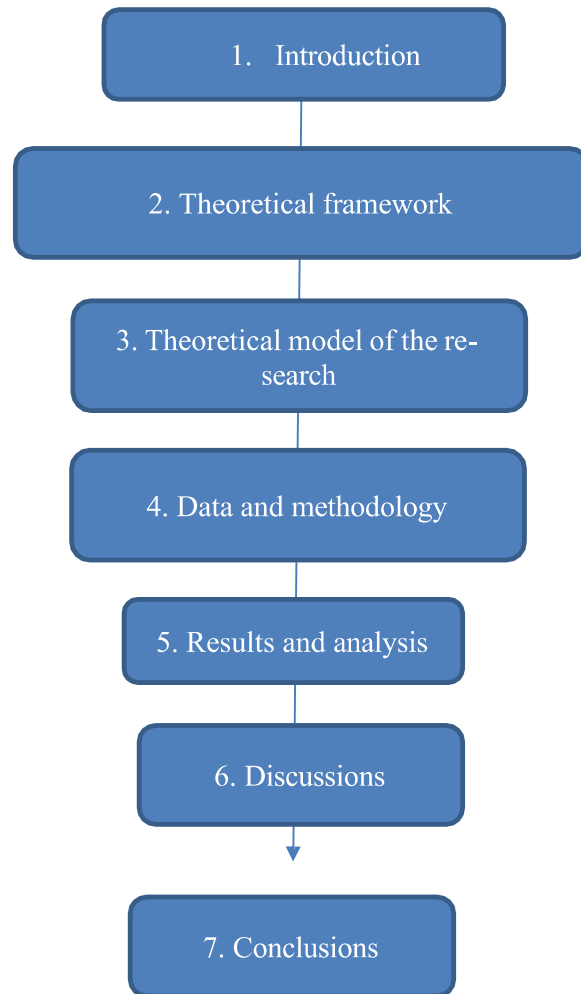 1. Introduction
2. Theoretical framework
3. Theoretical model of the re-
search
4. Data and methodology
5. Results and analysis
6. Discussions
7. Conclusions